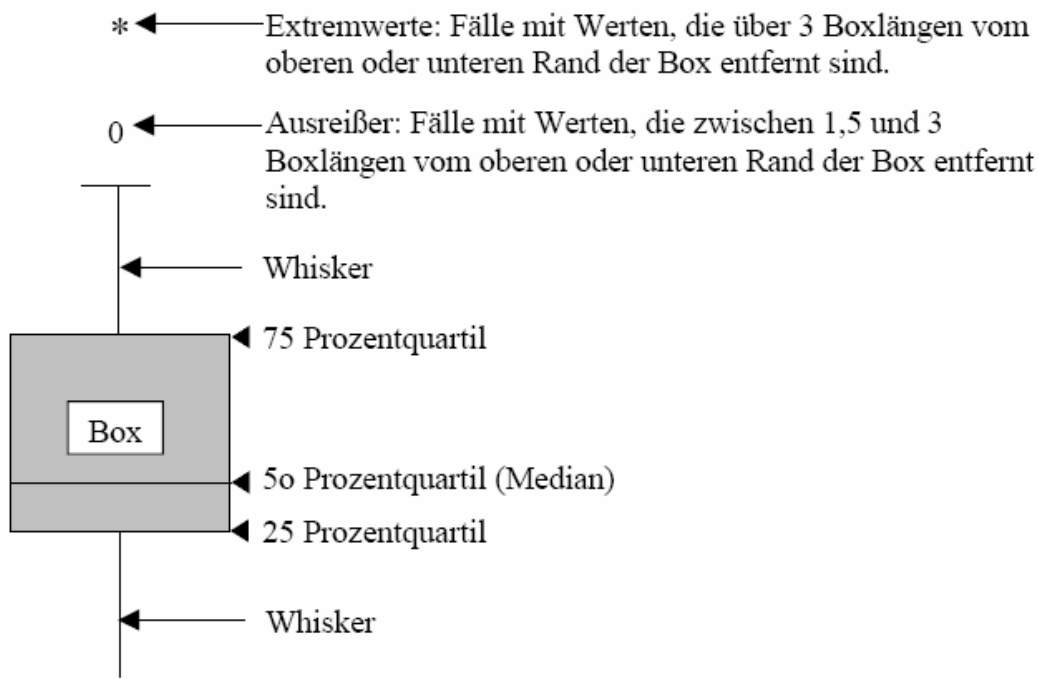 * Extremwerte: Fälle mit Werten, die über 3 Boxlängen vom
oberen oder unteren Rand der Box entfernt sind.
0 Ausreißer: Fälle mit Werten, die zwischen 1,5 und 3
Boxlängen vom oberen oder unteren Rand der Box entfernt
sind.
Whisker
75 Prozentquartil
Box
5o Prozentquartil (Median)
25 Prozentquartil
Whisker